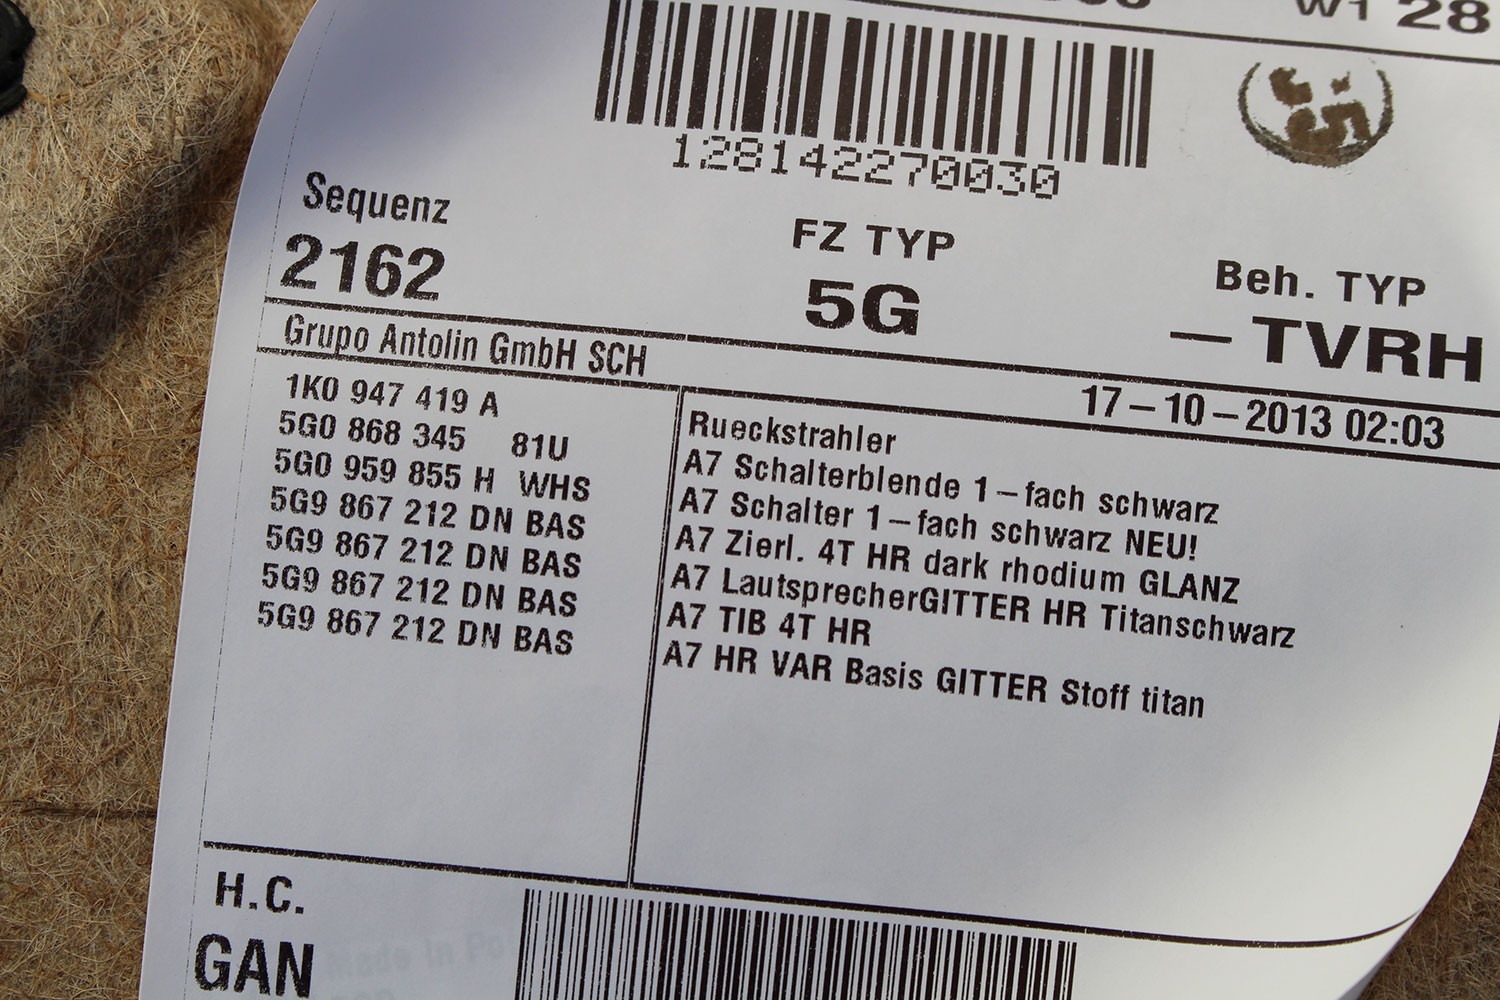 W1 28
128142270030
Sequenz
2162
FZ TYP
5G
Beh. TYP
— TVRH
Grupo Antolin GmbH SCH
17-10-2013 02:03
1K0 947 419 A
5G0 868 345 81U
5G0 959 855 H WHS
5G9 867 212 DN BAS
5G9 867 212 DN BAS
5G9 867 212 DN BAS
5G9 867 212 DN BAS
Rueckstrahler
A7 Schalterblende 1-fach schwarz
A7 Schalter 1-fach schwarz NEU!
A7 Zierl. 4T HR dark rhodium GLANZ
A7 LautsprecherGITTER HR Titanschwarz
A7 TIB 4T HR
A7 HR VAR Basis GITTER Stoff titan
H.C.
GAN